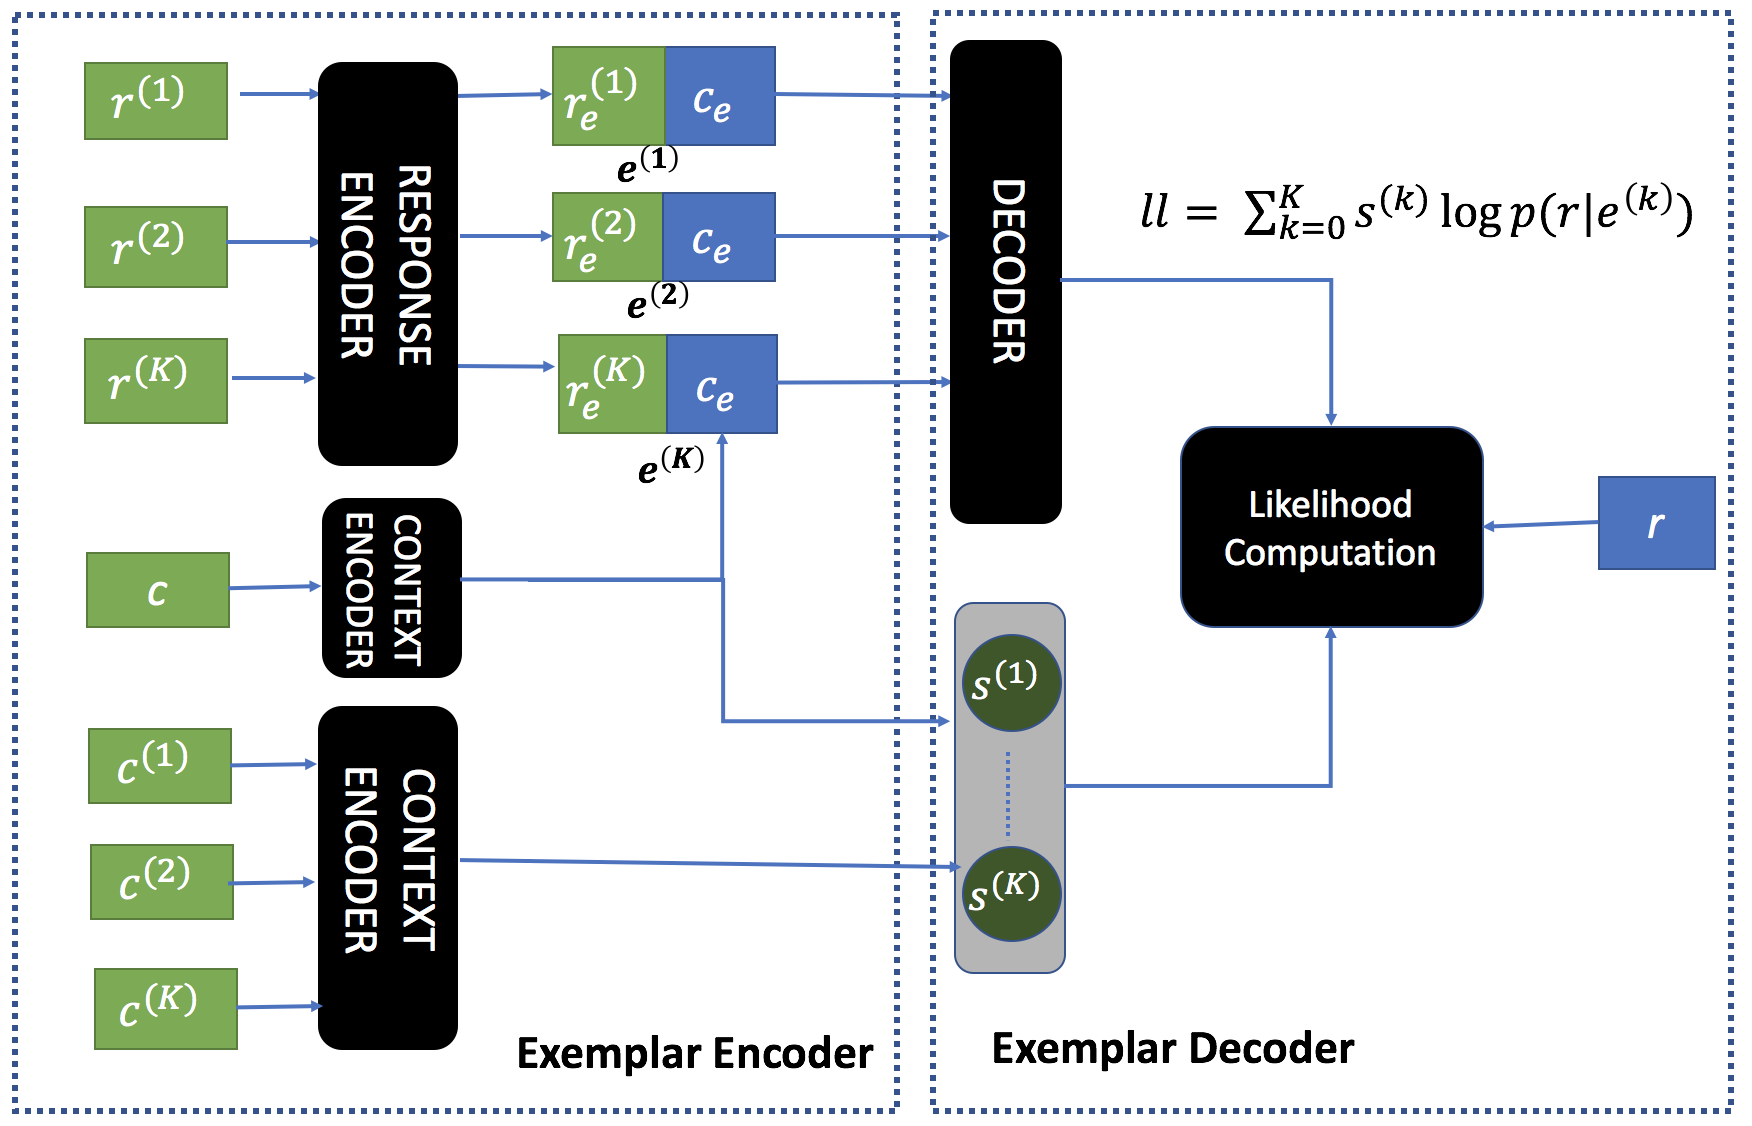 r^(1)
r^(2)
r^(K)
RESPONSE
ENCODER
r_e^(1) c_e
e^(1)
r_e^(2) c_e
e^(2)
r_e^(K) c_e
e^(K)
c
CONTEXT
ENCODER
c^(1)
c^(2)
c^(K)
CONTEXT
ENCODER
Exemplar Encoder
DECODER
ll = ∑_{k=0}^{K} s^(k) log p(r|e^(k))
Likelihood
Computation
r
s^(1)
s^(K)
Exemplar Decoder